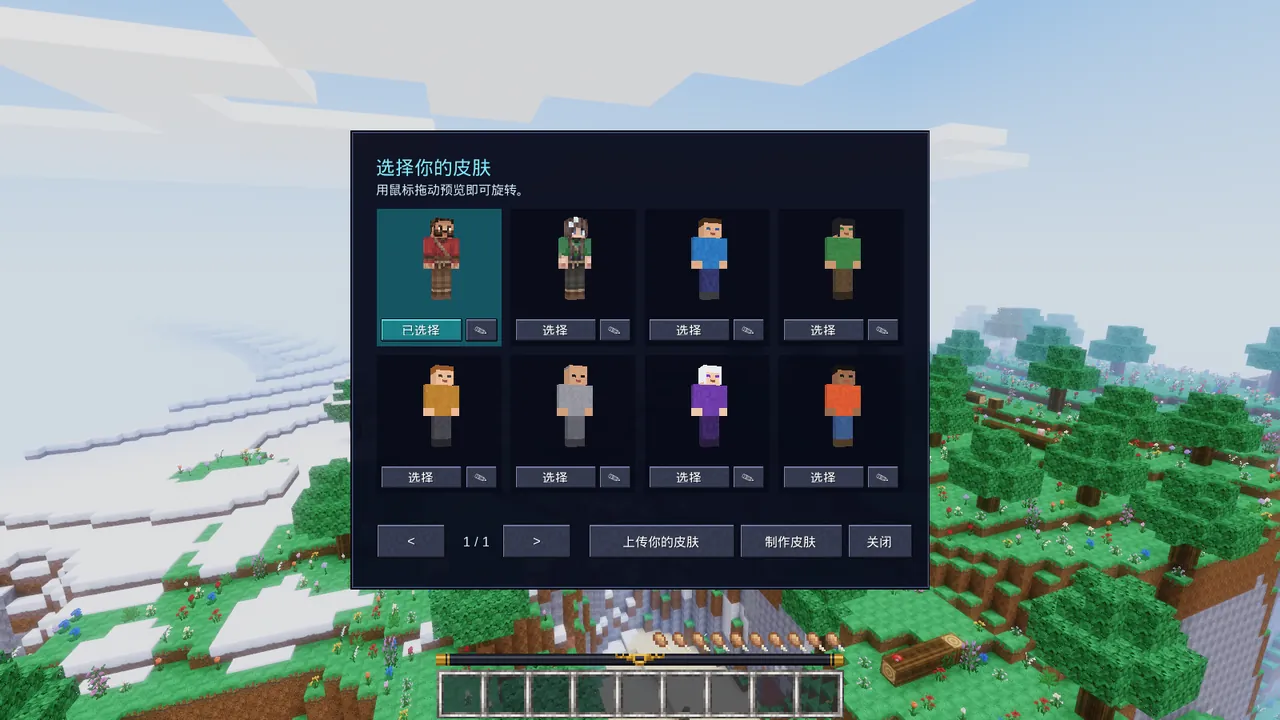 选择你的皮肤
用鼠标拖动预览即可旋转。
已选择
选择
选择
选择
选择
选择
选择
选择
<
1 / 1
>
上传你的皮肤
制作皮肤
关闭